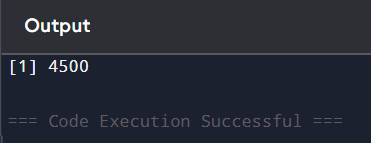 Output
[1] 4500
=== Code Execution Successful ===